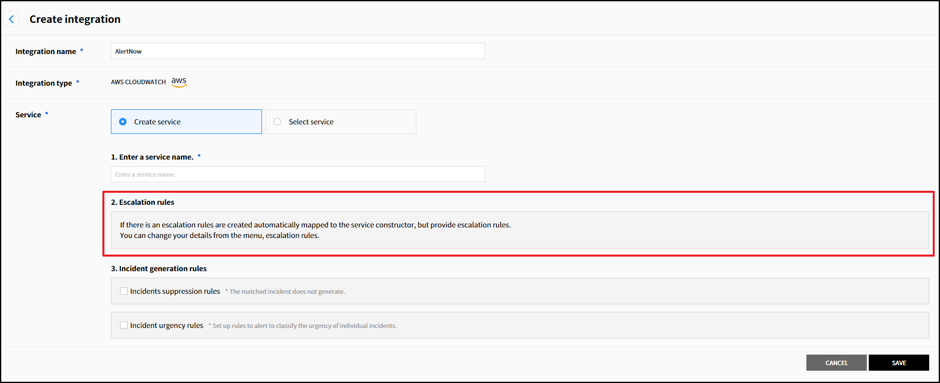 Create integration
Integration name *
AlertNow
Integration type *
AWS CLOUDWATCH aws
Service *
Create service
Select service
1. Enter a service name. *
Enter a service name.
2. Escalation rules
If there is an escalation rules are created automatically mapped to the service constructor, but provide escalation rules.
You can change your details from the menu, escalation rules.
3. Incident generation rules
Incidents suppression rules * The matched incident does not generate.
Incident urgency rules * Set up rules to alert to classify the urgency of individual incidents.
CANCEL
SAVE